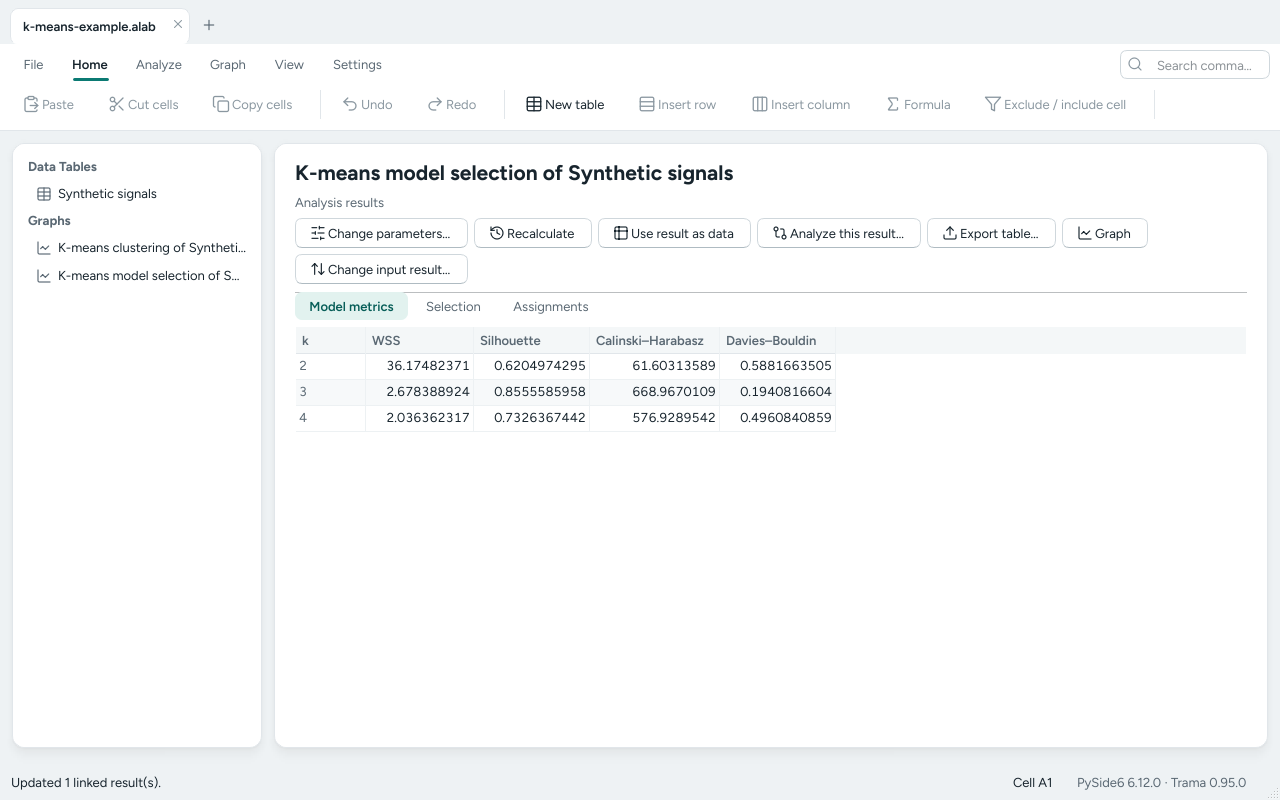 k-means-example.alab
File Home Analyze Graph View Settings
Search comma...
Paste Cut cells Copy cells Undo Redo New table Insert row Insert column Formula Exclude / include cell
Data Tables
Synthetic signals
Graphs
K-means clustering of Syntheti...
K-means model selection of S...
K-means model selection of Synthetic signals
Analysis results
Change parameters... Recalculate Use result as data Analyze this result... Export table... Graph
Change input result...
Model metrics Selection Assignments
k WSS Silhouette Calinski–Harabasz Davies–Bouldin
2 36.17482371 0.6204974295 61.60313589 0.5881663505
3 2.678388924 0.8555585958 668.9670109 0.1940816604
4 2.036362317 0.7326367442 576.9289542 0.4960840859
Updated 1 linked result(s).
Cell A1 PySide6 6.12.0 · Trama 0.95.0